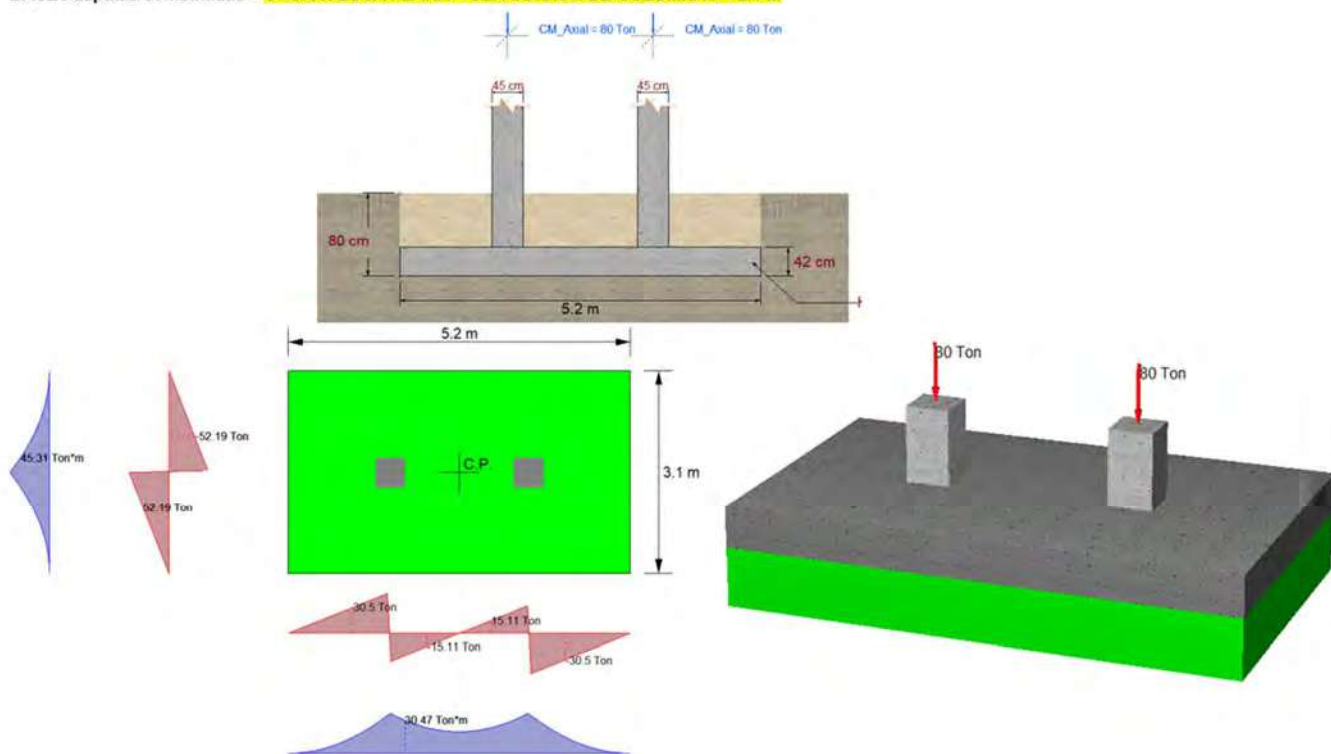 CM_Axial = 80 Ton
CM_Axial = 80 Ton
45 cm
45 cm
80 cm
42 cm
5.2 m
5.2 m
80 Ton
80 Ton
-52.19 Ton
45.31 Ton*m
52.19 Ton
C.P.
3.1 m
30.5 Ton
15.11 Ton
-15.11 Ton
-30.5 Ton
30.47 Ton*m